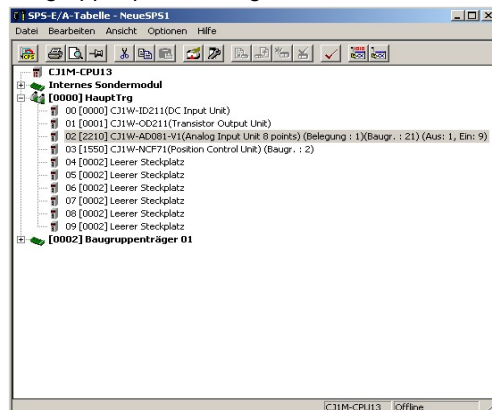 SPS-E/A-Tabelle - NeueSPS1
Datei Bearbeiten Ansicht Optionen Hilfe
CJ1M-CPU13
Internes Sondermodul
[0000] HauptTrg
00 [0000] CJ1W-ID211(DC Input Unit)
01 [0001] CJ1W-OD211(Transistor Output Unit)
02 [2210] CJ1W-AD081-V1(Analog Input Unit 8 points) (Belegung : 1)(Baugr. : 21) (Aus: 1, Ein: 9)
03 [1550] CJ1W-NCF71(Position Control Unit) (Baugr. : 2)
04 [0002] Leerer Steckplatz
05 [0002] Leerer Steckplatz
06 [0002] Leerer Steckplatz
07 [0002] Leerer Steckplatz
08 [0002] Leerer Steckplatz
09 [0002] Leerer Steckplatz
[0002] Baugruppenträger 01
CJ1M-CPU13 Offline